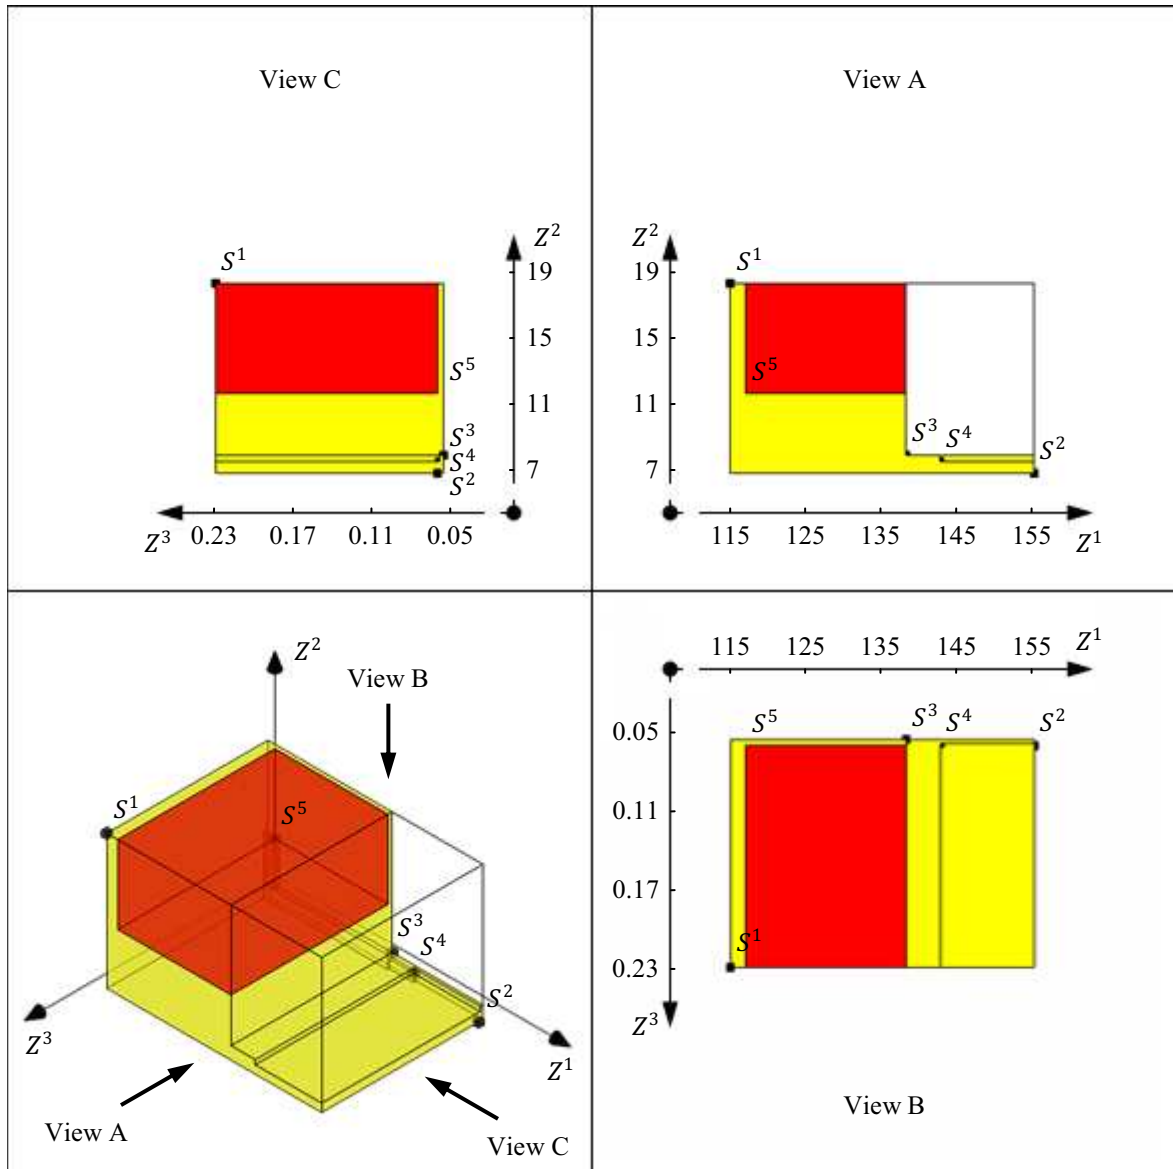 View C
S¹
Z²
19
15
S⁵
11
S³
S⁴
7
S²
Z³ 0.23 0.17 0.11 0.05
View A
Z²
S¹
19
15
S⁵
11
S³ S⁴
S²
7
115 125 135 145 155 Z¹
Z²
View B
S¹
S⁵
S³
S⁴
S²
Z³
Z¹
View A
View C
115 125 135 145 155 Z¹
S⁵ S³ S⁴ S²
0.05
0.11
0.17
S¹
0.23
Z³
View B